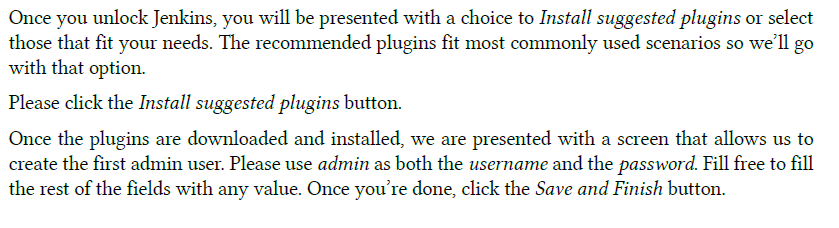 Once you unlock Jenkins, you will be presented with a choice to Install suggested plugins or select
those that fit your needs. The recommended plugins fit most commonly used scenarios so we’ll go
with that option.
Please click the Install suggested plugins button.
Once the plugins are downloaded and installed, we are presented with a screen that allows us to
create the first admin user. Please use admin as both the username and the password. Fill free to fill
the rest of the fields with any value. Once you’re done, click the Save and Finish button.